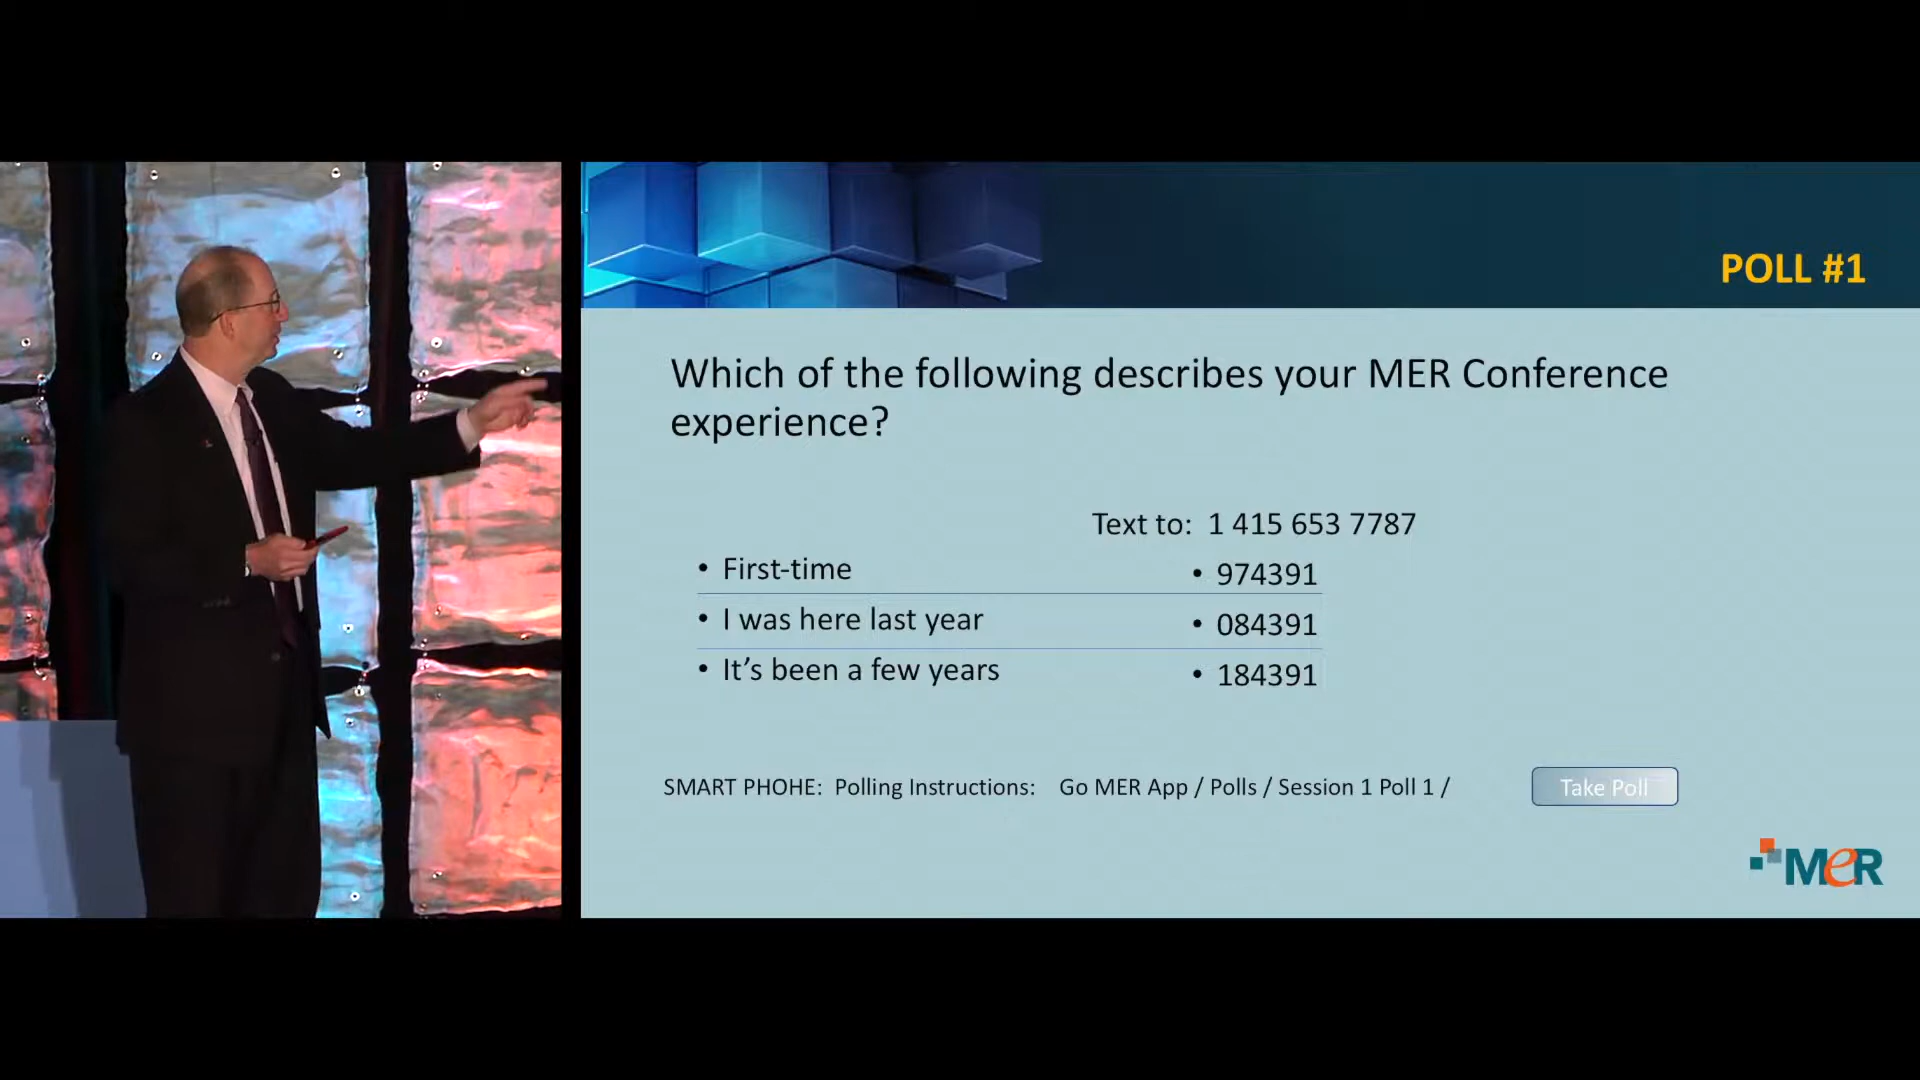 POLL #1
Which of the following describes your MER Conference
experience?
Text to: 1 415 653 7787
• First-time • 974391
• I was here last year • 084391
• It's been a few years • 184391
SMART PHOHE: Polling Instructions: Go MER App / Polls / Session 1 Poll 1 / Take Poll
MeR